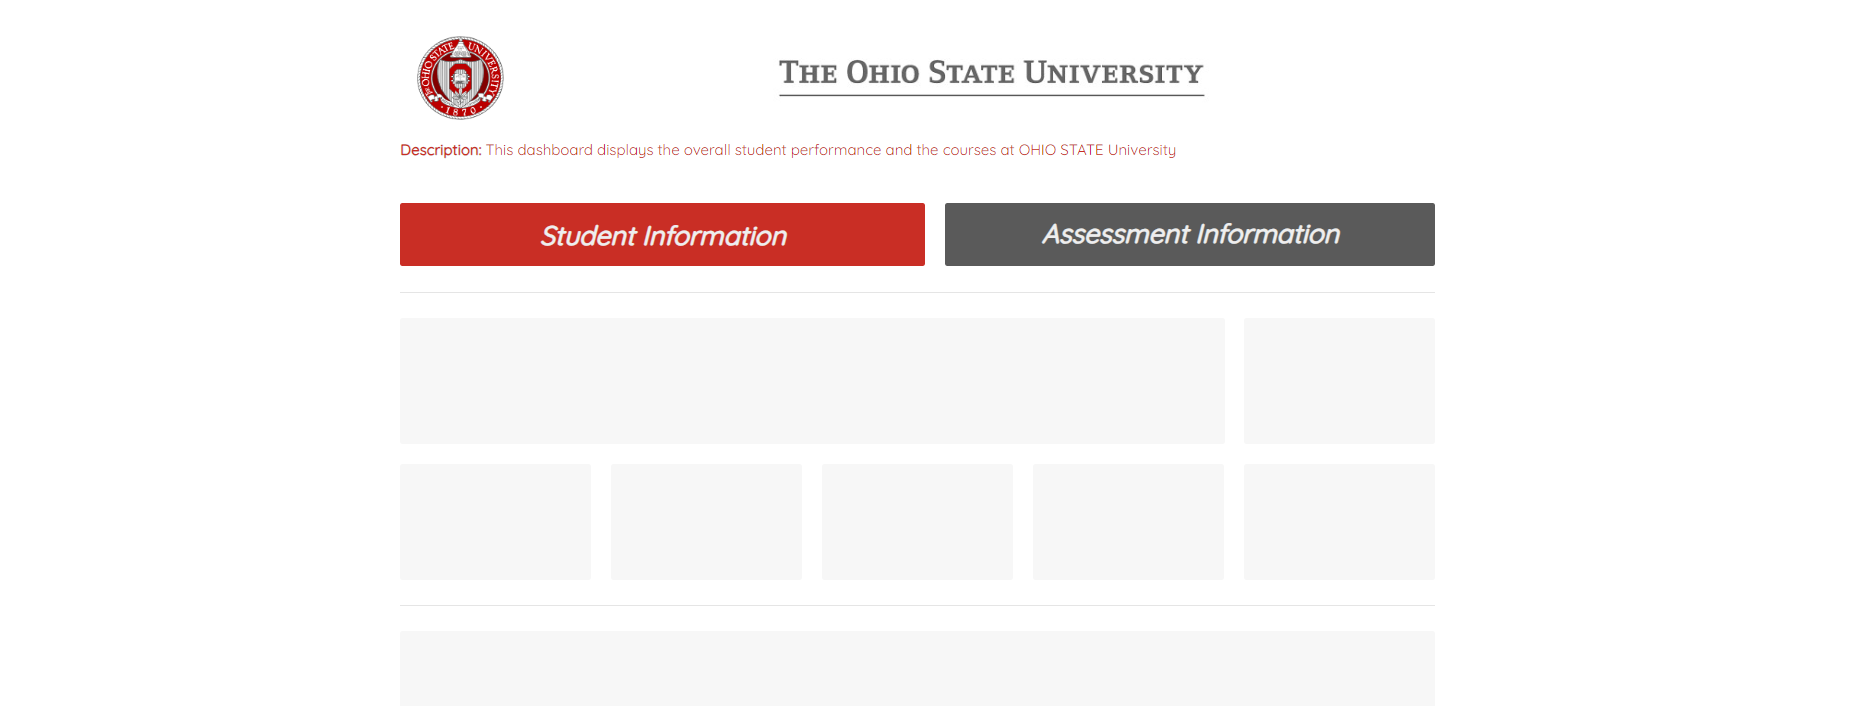 THE OHIO STATE UNIVERSITY
1870
THE OHIO STATE UNIVERSITY
Description: This dashboard displays the overall student performance and the courses at OHIO STATE University
Student Information
Assessment Information